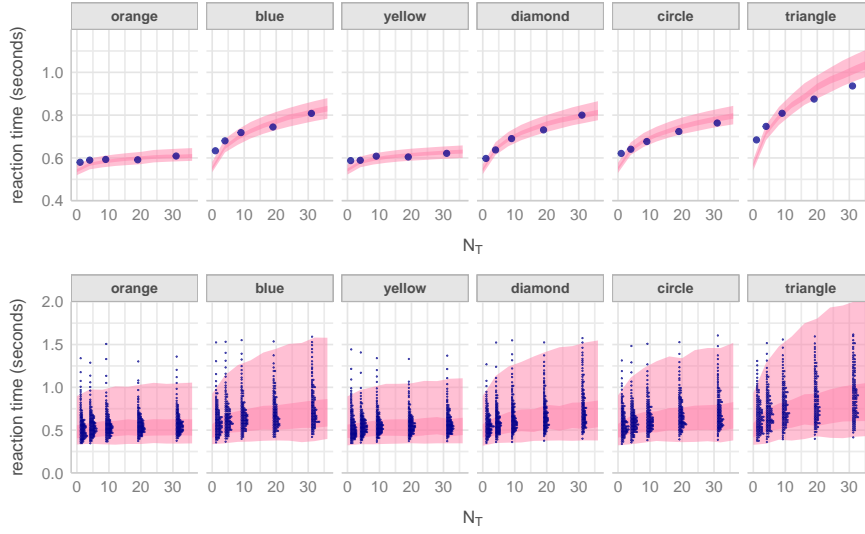 orange blue yellow diamond circle triangle
reaction time (seconds)
1.0
0.8
0.6
0.4
0 10 20 30 0 10 20 30 0 10 20 30 0 10 20 30 0 10 20 30 0 10 20 30
N_T
orange blue yellow diamond circle triangle
reaction time (seconds)
2.0
1.5
1.0
0.5
0.0
0 10 20 30 0 10 20 30 0 10 20 30 0 10 20 30 0 10 20 30 0 10 20 30
N_T